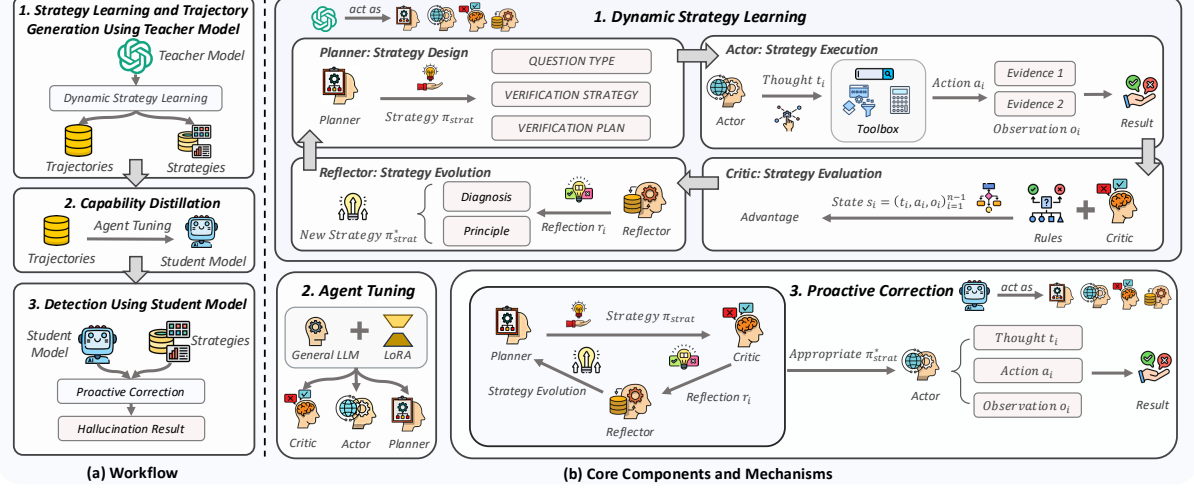 1. Strategy Learning and Trajectory
Generation Using Teacher Model
Teacher Model
Dynamic Strategy Learning
Trajectories
Strategies
2. Capability Distillation
Agent Tuning
Trajectories
Student Model
3. Detection Using Student Model
Student
Model
Strategies
Proactive Correction
Hallucination Result
(a) Workflow
act as
1. Dynamic Strategy Learning
Planner: Strategy Design
Planner
Strategy π_strat
QUESTION TYPE
VERIFICATION STRATEGY
VERIFICATION PLAN
Actor: Strategy Execution
Actor
Thought t_i
Toolbox
Action a_i
Evidence 1
Evidence 2
Observation o_i
Result
Reflector: Strategy Evolution
New Strategy π*_strat
Diagnosis
Principle
Reflection r_i
Reflector
Critic: Strategy Evaluation
Advantage
State s_i = (t_i, a_i, o_i)_{i=1}^{n-1}
Rules
Critic
2. Agent Tuning
General LLM
LoRA
Critic
Actor
Planner
3. Proactive Correction
act as
Planner
Strategy π_strat
Critic
Strategy Evolution
Reflection r_i
Reflector
Appropriate π*_strat
Actor
Thought t_i
Action a_i
Observation o_i
Result
(b) Core Components and Mechanisms